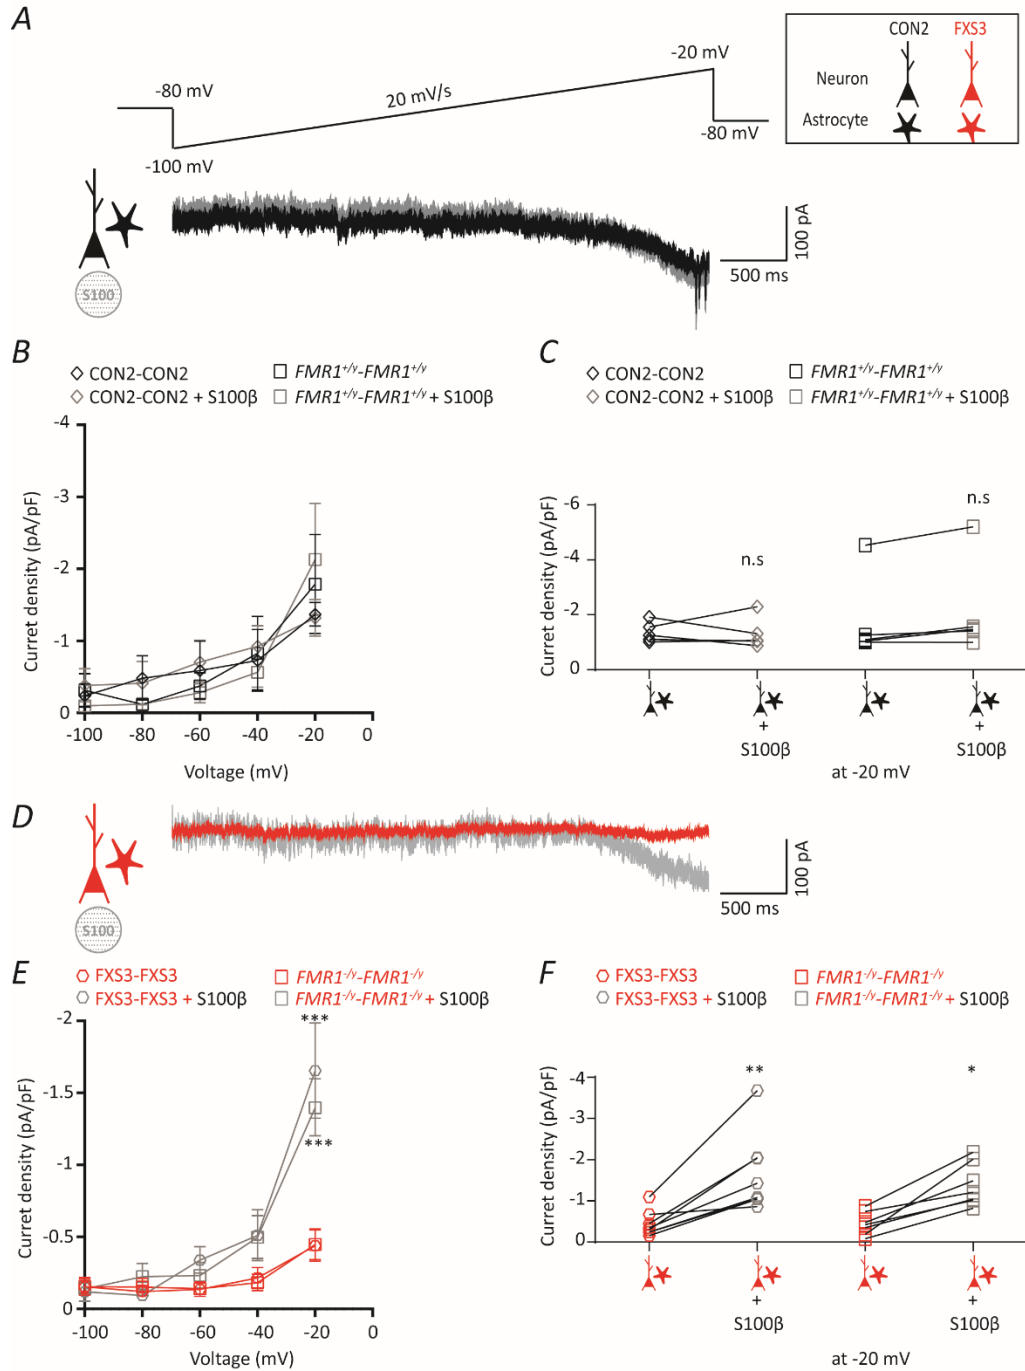 A
-80 mV
20 mV/s
-20 mV
-80 mV
-100 mV
CON2 FXS3
Neuron
Astrocyte
S100
100 pA
500 ms
B
CON2-CON2 FMR1+/y-FMR1+/y
CON2-CON2 + S100β FMR1+/y-FMR1+/y + S100β
Curret density (pA/pF)
-4
-3
-2
-1
0
-100 -80 -60 -40 -20 0
Voltage (mV)
C
CON2-CON2 FMR1+/y-FMR1+/y
CON2-CON2 + S100β FMR1+/y-FMR1+/y + S100β
Curret density (pA/pF)
-6
-4
-2
0
n.s
n.s
+ +
S100β S100β
at -20 mV
D
S100
100 pA
500 ms
E
FXS3-FXS3 FMR1-/y-FMR1-/y
FXS3-FXS3 + S100β FMR1-/y-FMR1-/y + S100β
Curret density (pA/pF)
-2
-1.5
-1
-0.5
0
***
***
-100 -80 -60 -40 -20 0
Voltage (mV)
F
FXS3-FXS3 FMR1-/y-FMR1-/y
FXS3-FXS3 + S100β FMR1-/y-FMR1-/y + S100β
Curret density (pA/pF)
-4
-3
-2
-1
0
** *
+ +
S100β S100β
at -20 mV